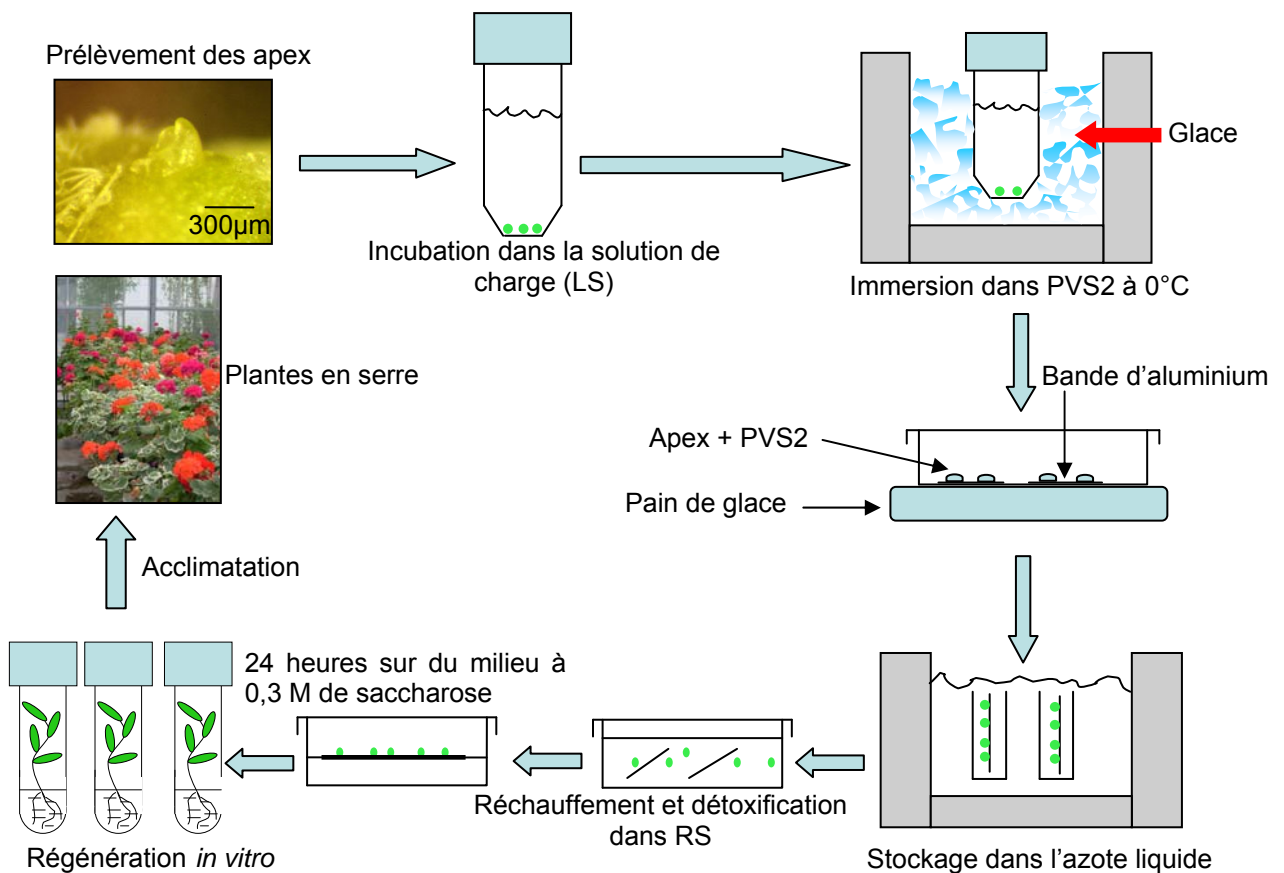 Prélèvement des apex
300µm
Incubation dans la solution de
charge (LS)
Glace
Immersion dans PVS2 à 0°C
Bande d’aluminium
Apex + PVS2
Pain de glace
Stockage dans l’azote liquide
Réchauffement et détoxification
dans RS
24 heures sur du milieu à
0,3 M de saccharose
Régénération in vitro
Acclimatation
Plantes en serre